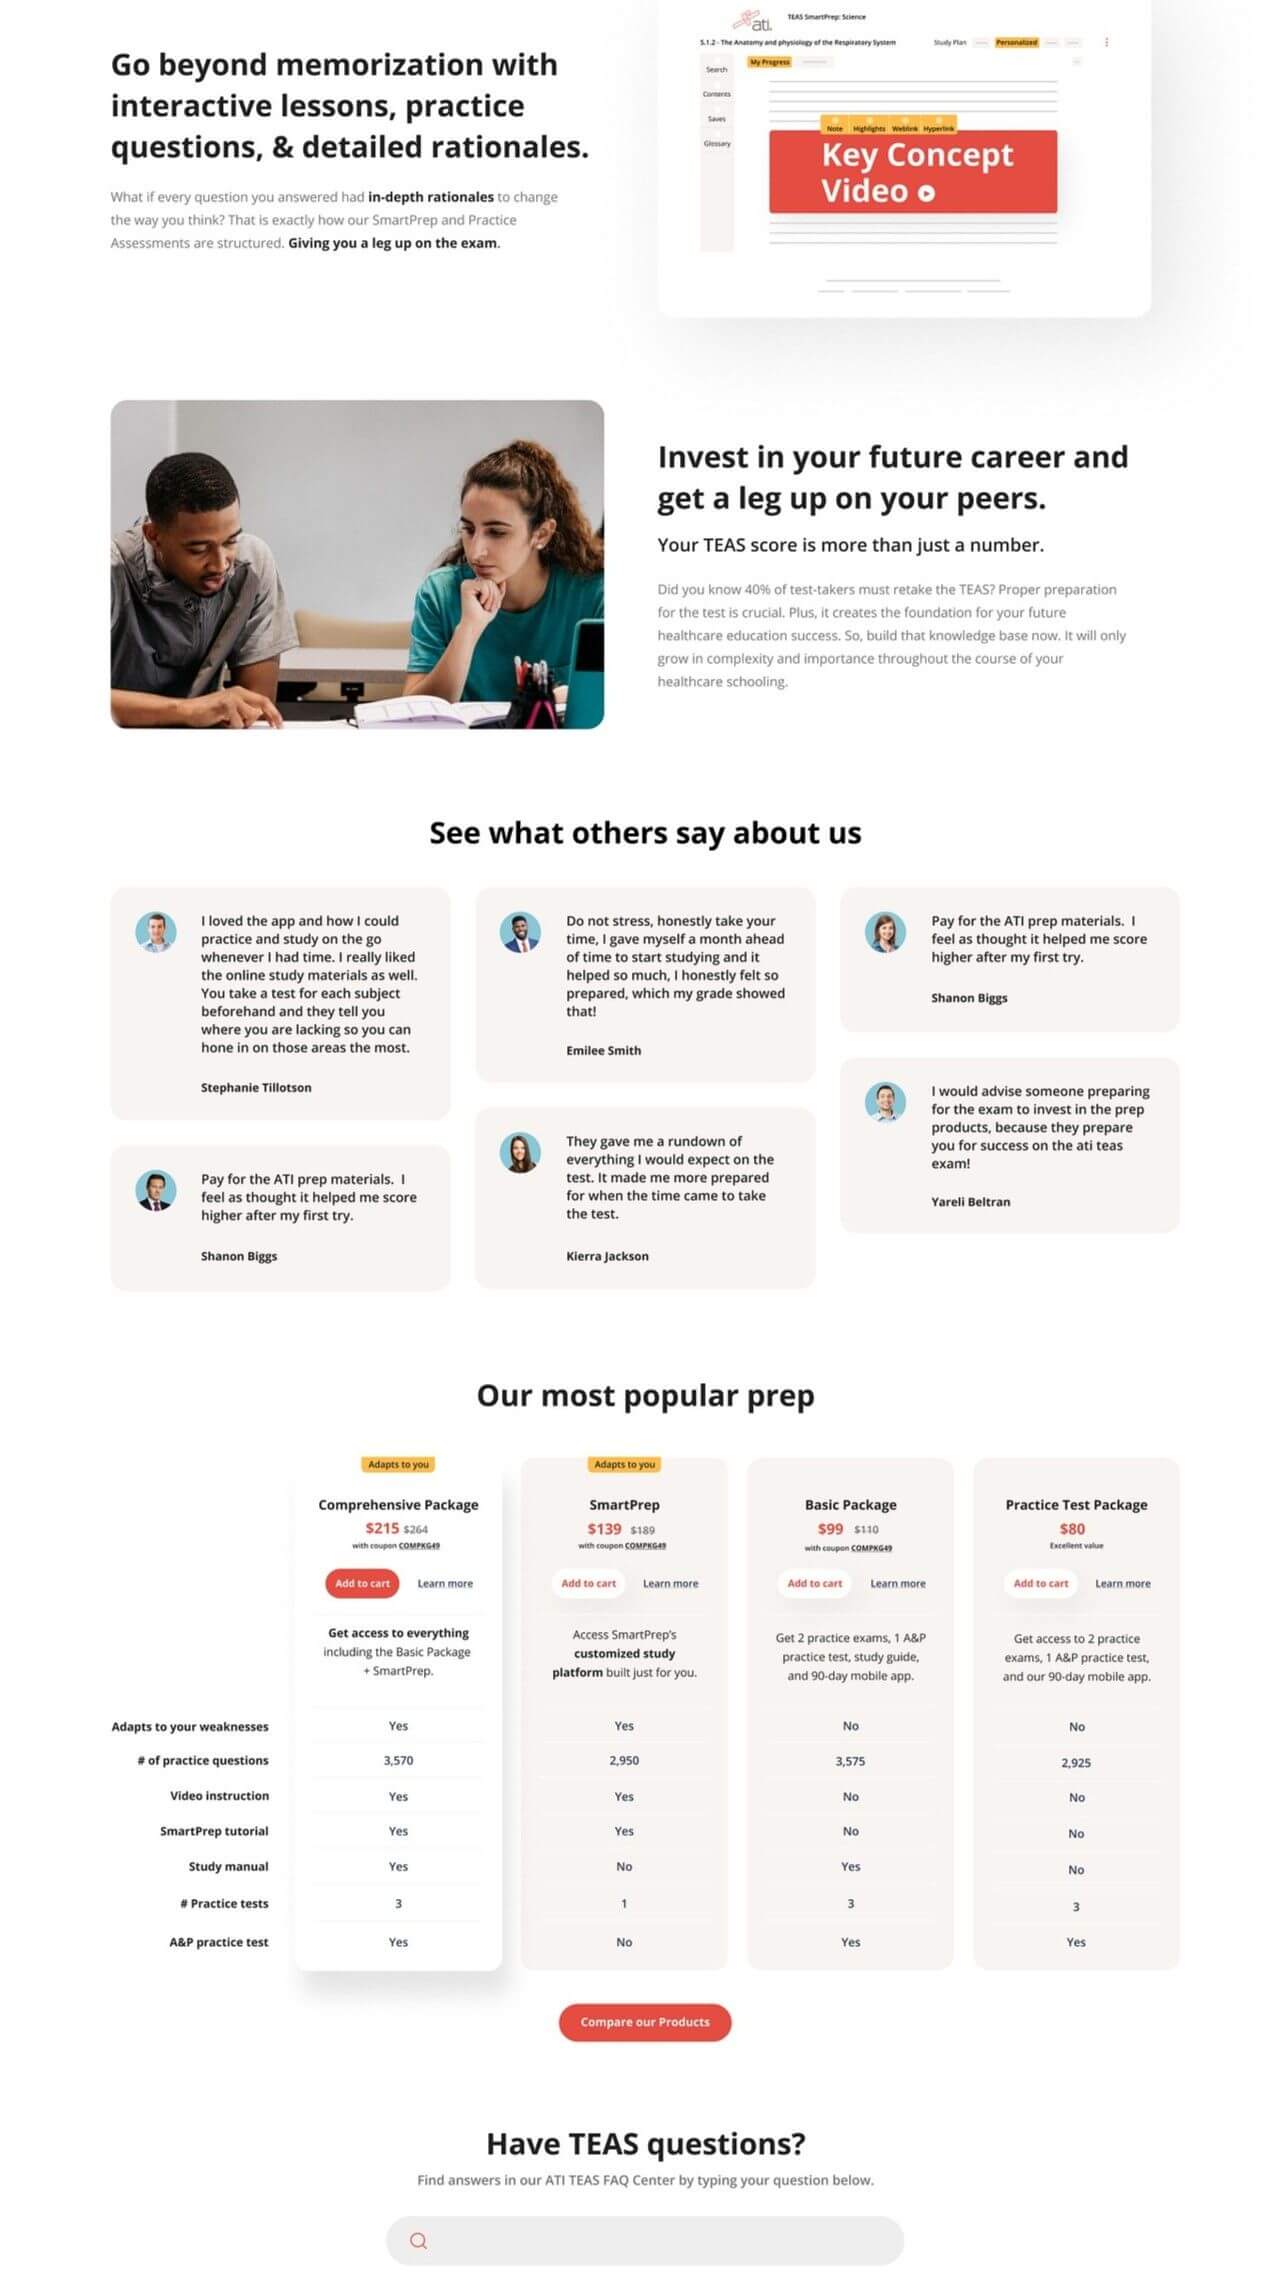 Go beyond memorization with
interactive lessons, practice
questions, & detailed rationales.
What if every question you answered had in-depth rationales to change
the way you think? That is exactly how our SmartPrep and Practice
Assessments are structured. Giving you a leg up on the exam.
ati.
TEAS SmartPrep: Science
5.1.2 - The Anatomy and physiology of the Respiratory System
Study Plan
Personalized
My Progress
Search
Contents
Saves
Glossary
Note Highlights Weblink Hyperlink
Key Concept
Video
Invest in your future career and
get a leg up on your peers.
Your TEAS score is more than just a number.
Did you know 40% of test-takers must retake the TEAS? Proper preparation
for the test is crucial. Plus, it creates the foundation for your future
healthcare education success. So, build that knowledge base now. It will only
grow in complexity and importance throughout the course of your
healthcare schooling.
See what others say about us
I loved the app and how I could
practice and study on the go
whenever I had time. I really liked
the online study materials as well.
You take a test for each subject
beforehand and they tell you
where you are lacking so you can
hone in on those areas the most.
Stephanie Tillotson
Pay for the ATI prep materials. I
feel as thought it helped me score
higher after my first try.
Shanon Biggs
Do not stress, honestly take your
time, I gave myself a month ahead
of time to start studying and it
helped so much, I honestly felt so
prepared, which my grade showed
that!
Emilee Smith
They gave me a rundown of
everything I would expect on the
test. It made me more prepared
for when the time came to take
the test.
Kierra Jackson
Pay for the ATI prep materials. I
feel as thought it helped me score
higher after my first try.
Shanon Biggs
I would advise someone preparing
for the exam to invest in the prep
products, because they prepare
you for success on the ati teas
exam!
Yareli Beltran
Our most popular prep
Adapts to you
Comprehensive Package
$215 $264
with coupon COMPKG49
Add to cart Learn more
Get access to everything
including the Basic Package
+ SmartPrep.
Adapts to you
SmartPrep
$139 $189
with coupon COMPKG49
Add to cart Learn more
Access SmartPrep's
customized study
platform built just for you.
Basic Package
$99 $110
with coupon COMPKG49
Add to cart Learn more
Get 2 practice exams, 1 A&P
practice test, study guide,
and 90-day mobile app.
Practice Test Package
$80
Excellent value
Add to cart Learn more
Get access to 2 practice
exams, 1 A&P practice test,
and our 90-day mobile app.
Adapts to your weaknesses Yes Yes No No
# of practice questions 3,570 2,950 3,575 2,925
Video instruction Yes Yes No No
SmartPrep tutorial Yes Yes No No
Study manual Yes No Yes No
# Practice tests 3 1 3 3
A&P practice test Yes No Yes Yes
Compare our Products
Have TEAS questions?
Find answers in our ATI TEAS FAQ Center by typing your question below.